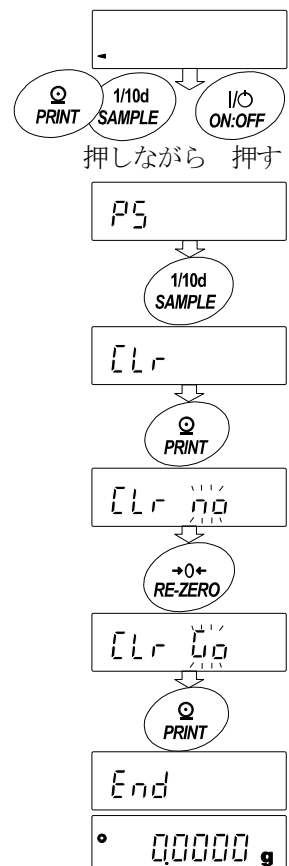 PRINT
1/10d
SAMPLE
I/⏻
ON:OFF
押しながら 押す
PS
1/10d
SAMPLE
CLr
PRINT
CLr no
→0←
RE-ZERO
CLr Go
PRINT
End
0.0000 g